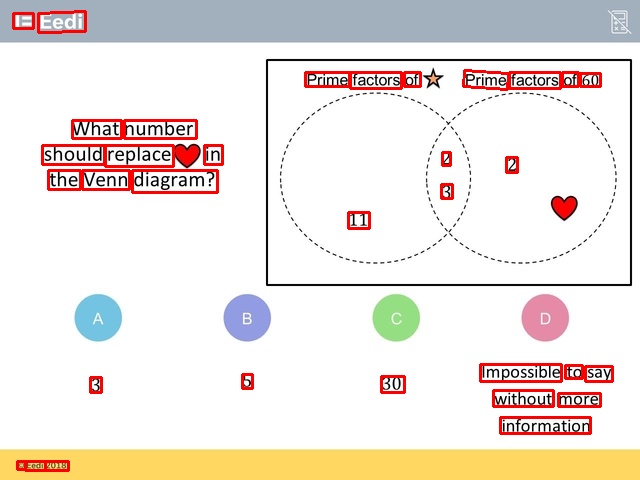 Eedi
Prime factors of
Prime factors of 60
What number
should replace in
the Venn diagram?
2
3
2
11
A
B
C
D
3
5
30
Impossible to say
without more
information
© Eedi 2018